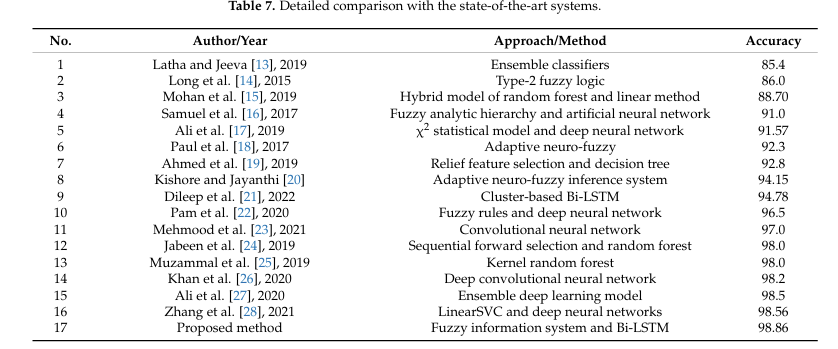 Table 7. Detailed comparison with the state-of-the-art systems.
No. Author/Year Approach/Method Accuracy
1 Latha and Jeeva [13], 2019 Ensemble classifiers 85.4
2 Long et al. [14], 2015 Type-2 fuzzy logic 86.0
3 Mohan et al. [15], 2019 Hybrid model of random forest and linear method 88.70
4 Samuel et al. [16], 2017 Fuzzy analytic hierarchy and artificial neural network 91.0
5 Ali et al. [17], 2019 χ² statistical model and deep neural network 91.57
6 Paul et al. [18], 2017 Adaptive neuro-fuzzy 92.3
7 Ahmed et al. [19], 2019 Relief feature selection and decision tree 92.8
8 Kishore and Jayanthi [20] Adaptive neuro-fuzzy inference system 94.15
9 Dileep et al. [21], 2022 Cluster-based Bi-LSTM 94.78
10 Pam et al. [22], 2020 Fuzzy rules and deep neural network 96.5
11 Mehmood et al. [23], 2021 Convolutional neural network 97.0
12 Jabeen et al. [24], 2019 Sequential forward selection and random forest 98.0
13 Muzammal et al. [25], 2019 Kernel random forest 98.0
14 Khan et al. [26], 2020 Deep convolutional neural network 98.2
15 Ali et al. [27], 2020 Ensemble deep learning model 98.5
16 Zhang et al. [28], 2021 LinearSVC and deep neural networks 98.56
17 Proposed method Fuzzy information system and Bi-LSTM 98.86